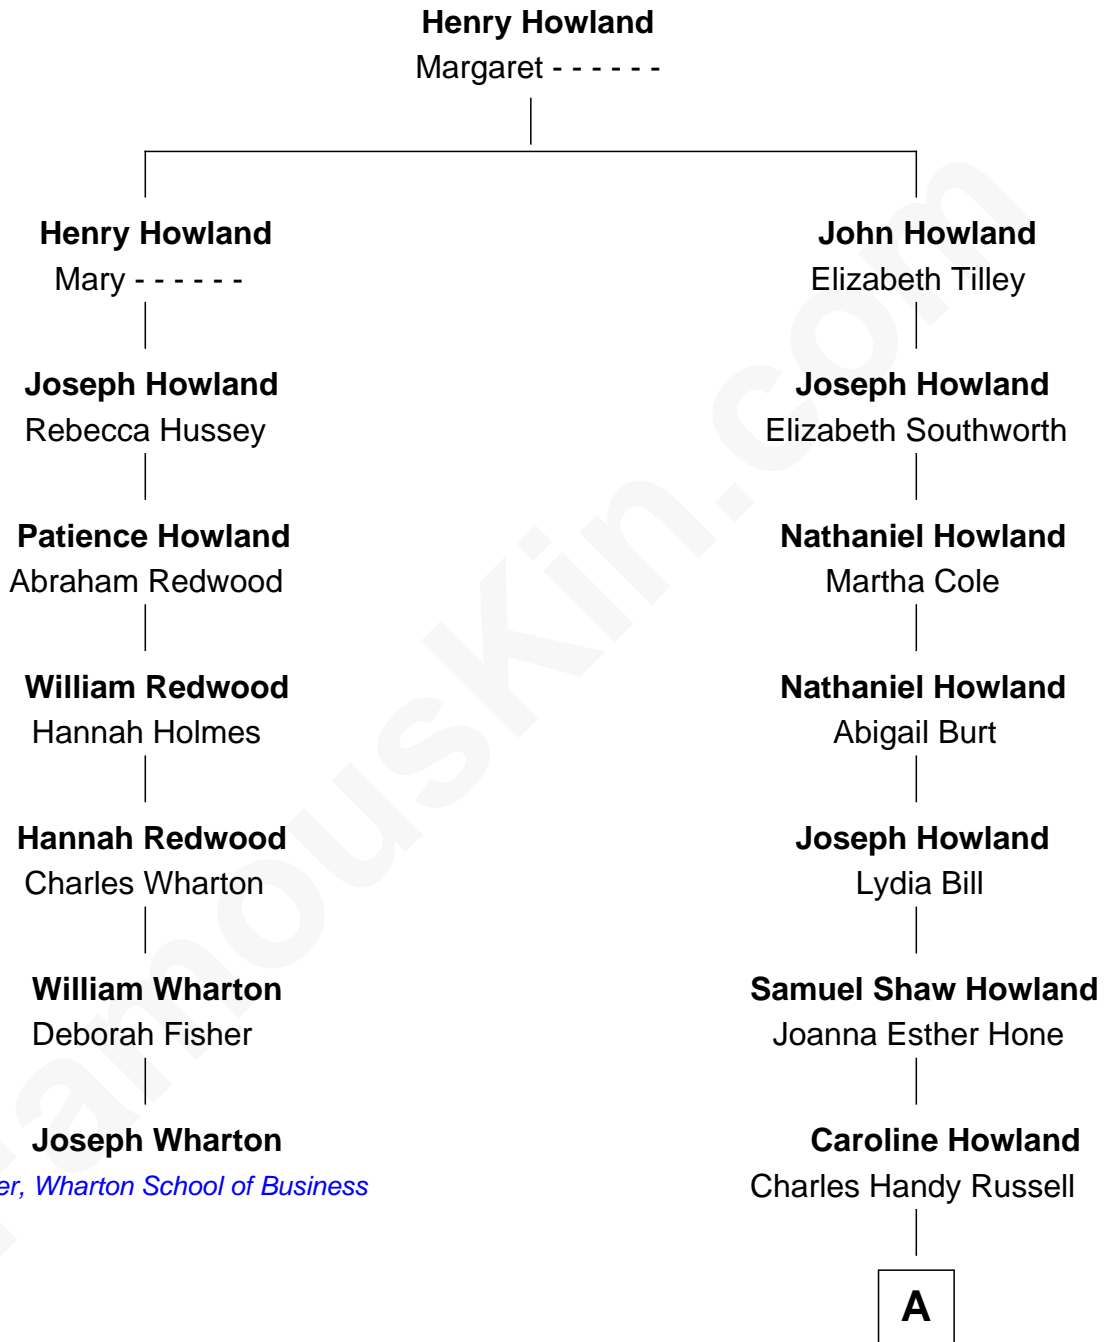 Henry Howland
Margaret - - - - - -
Henry Howland
Mary - - - - - -
John Howland
Elizabeth Tilley
Joseph Howland
Rebecca Hussey
Joseph Howland
Elizabeth Southworth
Patience Howland
Abraham Redwood
Nathaniel Howland
Martha Cole
William Redwood
Hannah Holmes
Nathaniel Howland
Abigail Burt
Hannah Redwood
Charles Wharton
Joseph Howland
Lydia Bill
William Wharton
Deborah Fisher
Samuel Shaw Howland
Joanna Esther Hone
Joseph Wharton
er, Wharton School of Business
Caroline Howland
Charles Handy Russell
A
FamousKin.com